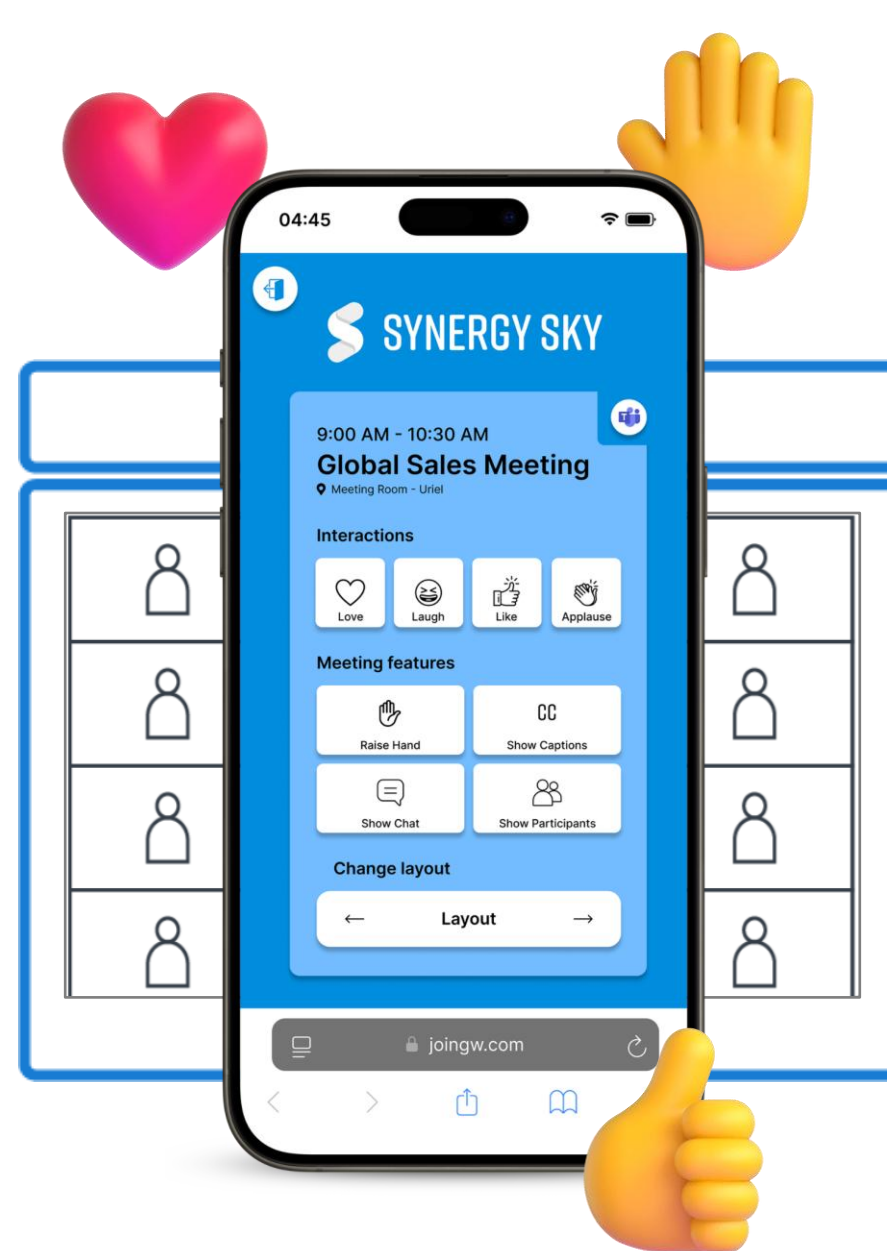 04:45
SYNERGY SKY
9:00 AM - 10:30 AM
Global Sales Meeting
Meeting Room - Uriel
Interactions
Love Laugh Like Applause
Meeting features
CC
Raise Hand Show Captions
Show Chat Show Participants
Change layout
← Layout →
joingw.com